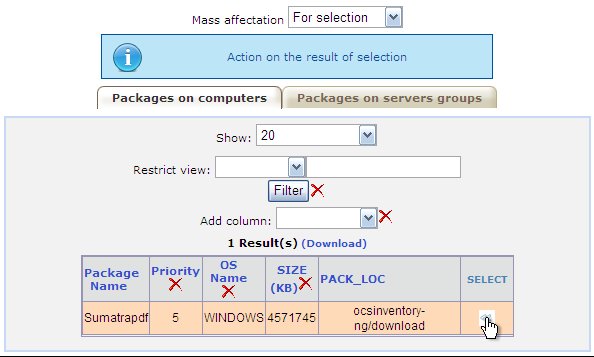 Mass affectation For selection
i
Action on the result of selection
Packages on computers Packages on servers groups
Show: 20
Restrict view:
Filter
Add column:
1 Result(s) (Download)
Package Name Priority OS Name SIZE (KB) PACK_LOC SELECT
Sumatrapdf 5 WINDOWS 4571745 ocsinventory-
ng/download